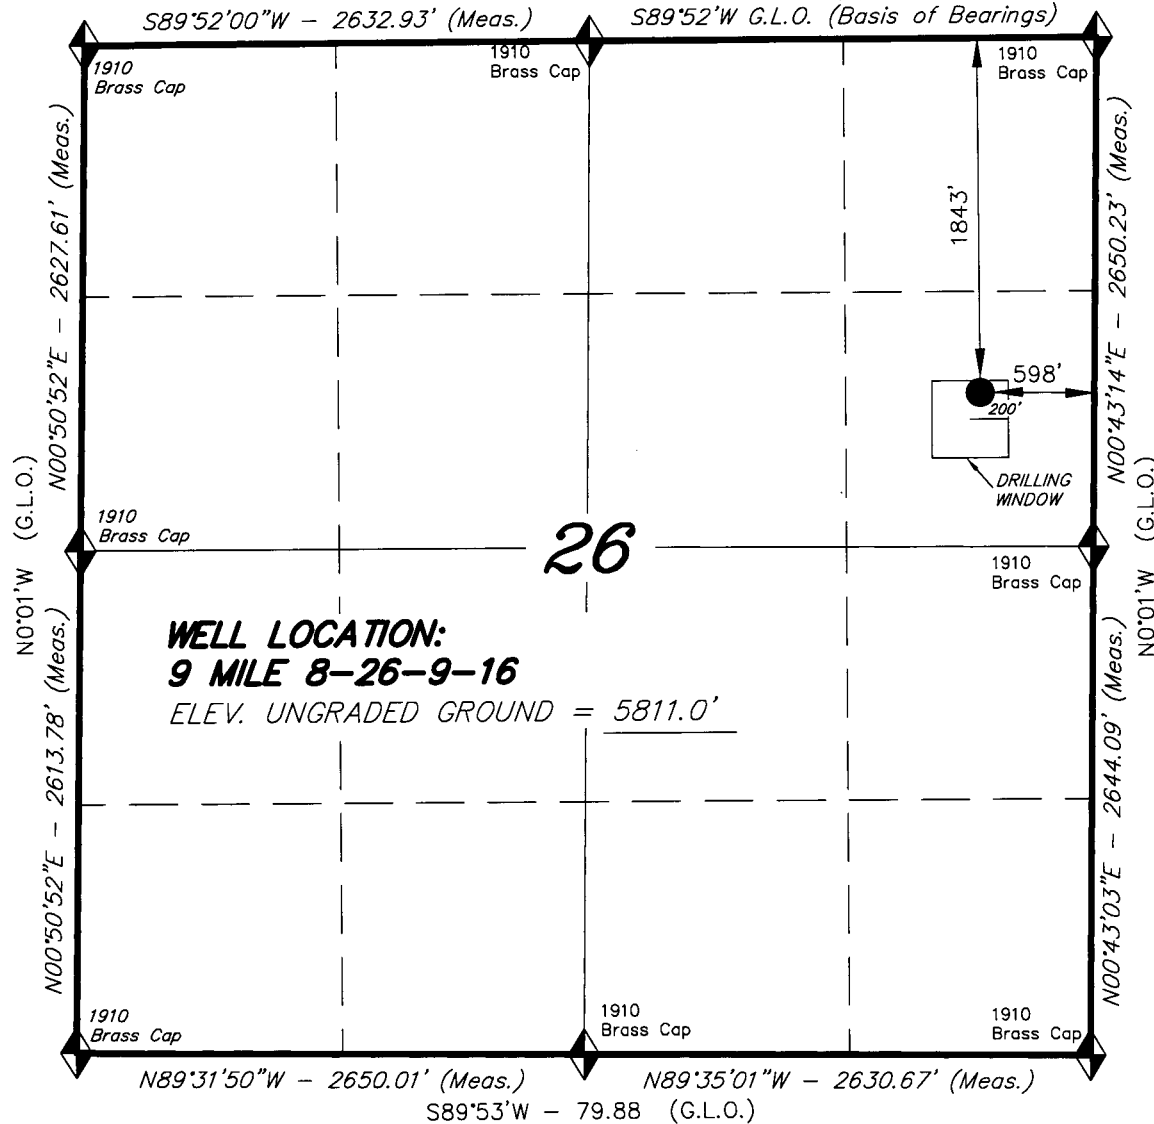 S89°52'00"W - 2632.93' (Meas.)
S89°52'W G.L.O. (Basis of Bearings)
1910
Brass Cap
1910
Brass Cap
1910
Brass Cap
N00°50'52"E - 2627.61' (Meas.)
1843'
N00°43'14"E - 2650.23' (Meas.)
598'
200'
DRILLING
WINDOW
N0°01'W (G.L.O.)
N0°01'W (G.L.O.)
1910
Brass Cap
26
1910
Brass Cap
WELL LOCATION:
9 MILE 8-26-9-16
ELEV. UNGRADED GROUND = 5811.0'
N00°50'52"E - 2613.78' (Meas.)
N00°43'03"E - 2644.09' (Meas.)
1910
Brass Cap
1910
Brass Cap
1910
Brass Cap
N89°31'50"W - 2650.01' (Meas.)
N89°35'01"W - 2630.67' (Meas.)
S89°53'W - 79.88 (G.L.O.)